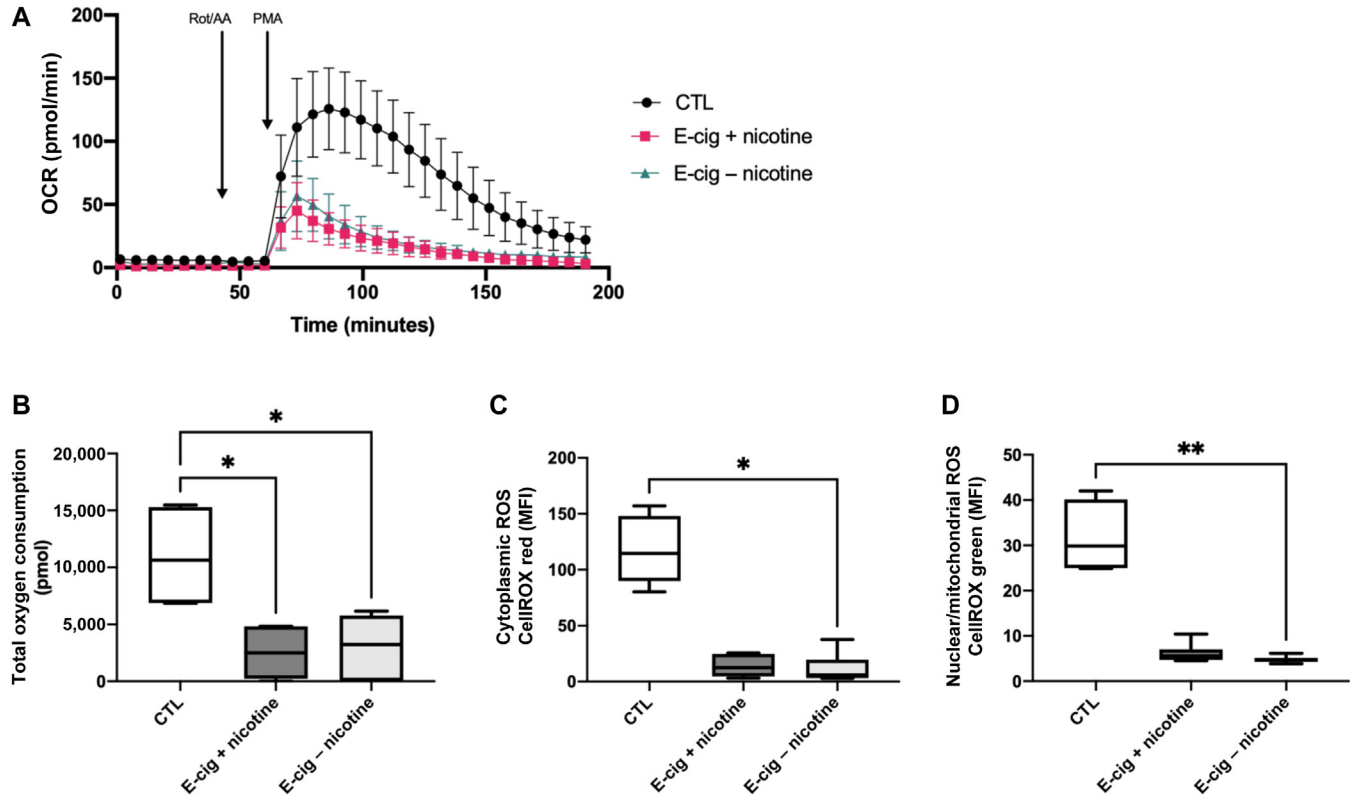 A
Rot/AA PMA
200
150
100
50
0
OCR (pmol/min)
0 50 100 150 200
Time (minutes)
CTL
E-cig + nicotine
E-cig – nicotine
B
*
*
20,000
15,000
10,000
5,000
0
Total oxygen consumption
(pmol)
CTL
E-cig + nicotine
E-cig – nicotine
C
*
200
150
100
50
0
Cytoplasmic ROS
CellROX red (MFI)
CTL
E-cig + nicotine
E-cig – nicotine
D
**
50
40
30
20
10
0
Nuclear/mitochondrial ROS
CellROX green (MFI)
CTL
E-cig + nicotine
E-cig – nicotine